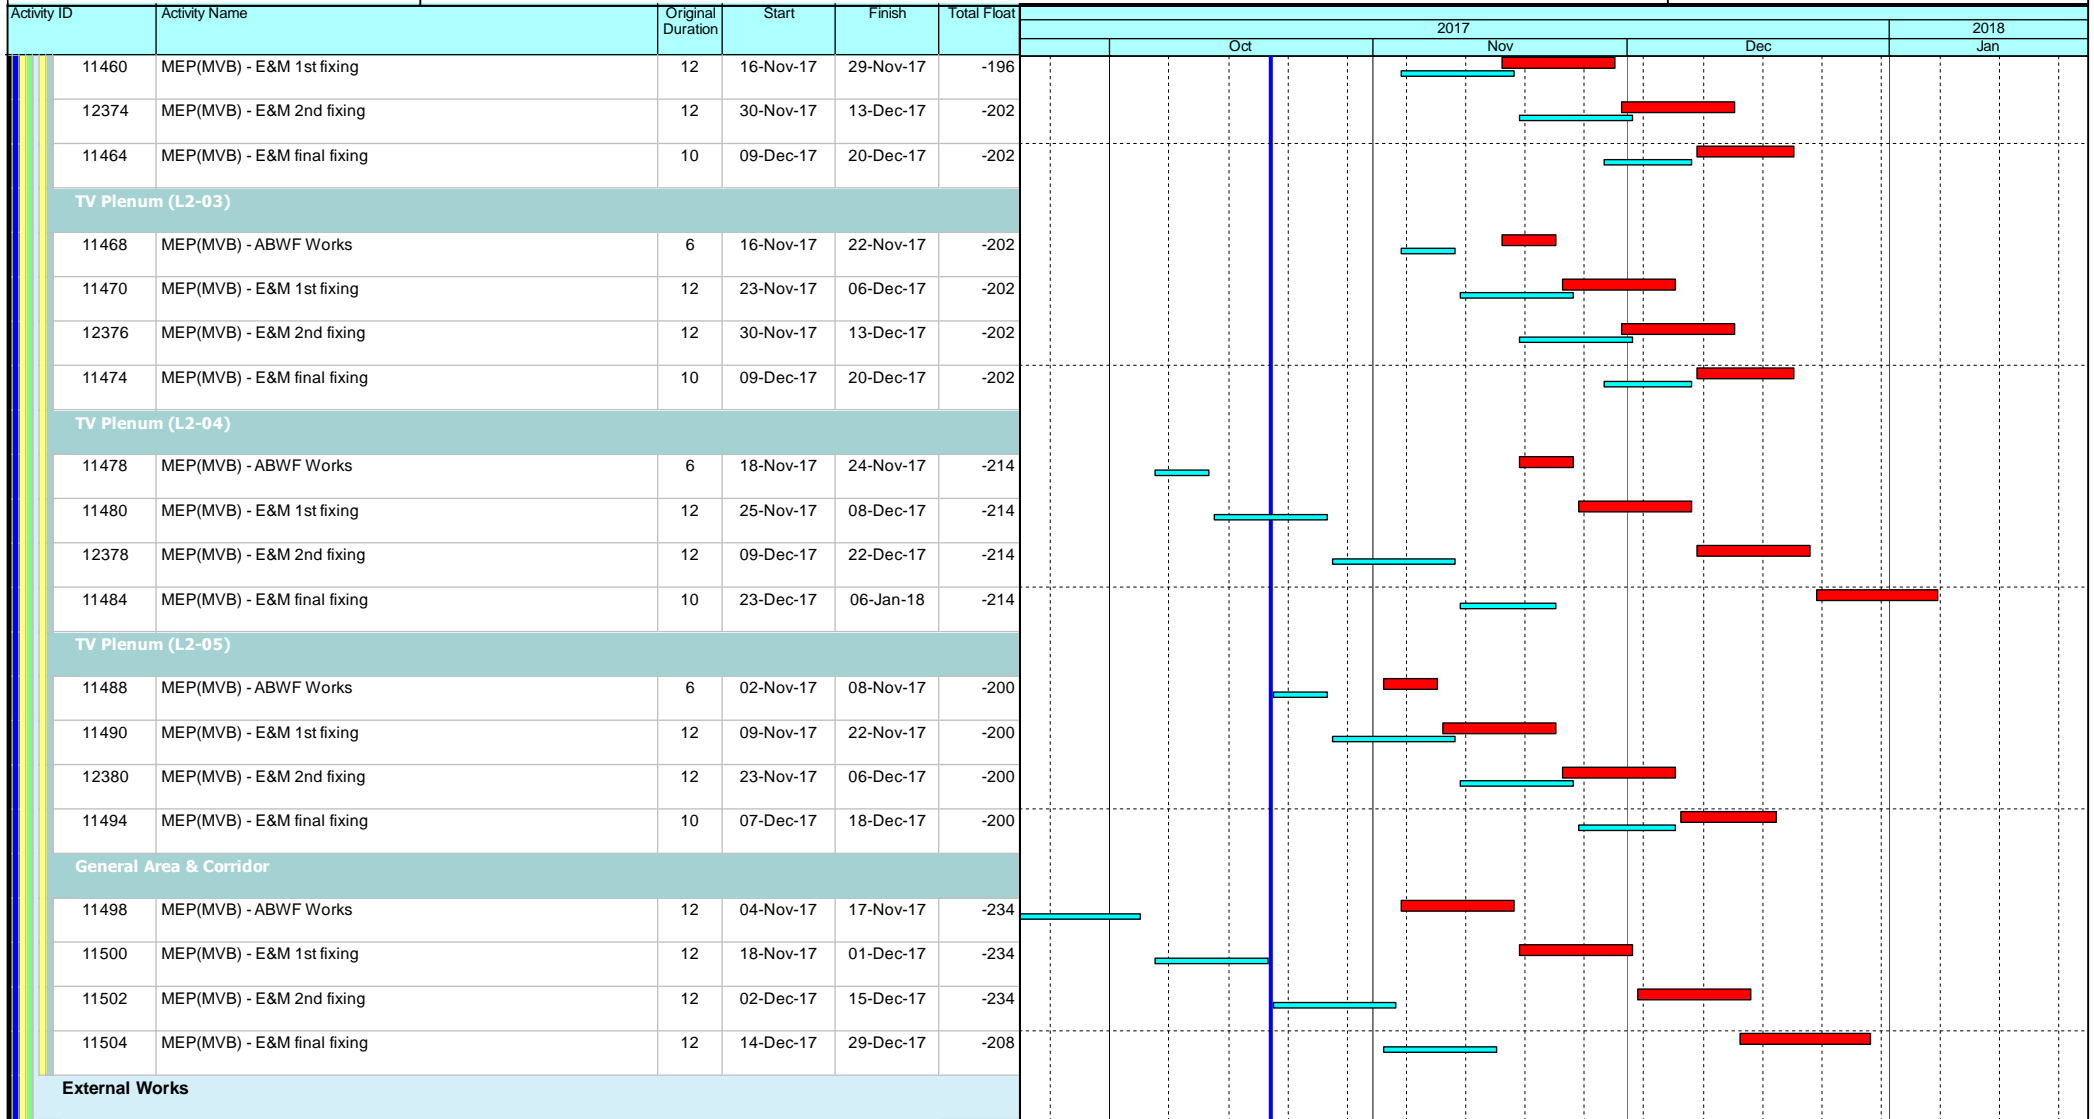 Activity ID Activity Name Original Duration Start Finish Total Float
2017 2018
Oct Nov Dec Jan
11460 MEP(MVB) - E&M 1st fixing 12 16-Nov-17 29-Nov-17 -196
12374 MEP(MVB) - E&M 2nd fixing 12 30-Nov-17 13-Dec-17 -202
11464 MEP(MVB) - E&M final fixing 10 09-Dec-17 20-Dec-17 -202
TV Plenum (L2-03)
11468 MEP(MVB) - ABWF Works 6 16-Nov-17 22-Nov-17 -202
11470 MEP(MVB) - E&M 1st fixing 12 23-Nov-17 06-Dec-17 -202
12376 MEP(MVB) - E&M 2nd fixing 12 30-Nov-17 13-Dec-17 -202
11474 MEP(MVB) - E&M final fixing 10 09-Dec-17 20-Dec-17 -202
TV Plenum (L2-04)
11478 MEP(MVB) - ABWF Works 6 18-Nov-17 24-Nov-17 -214
11480 MEP(MVB) - E&M 1st fixing 12 25-Nov-17 08-Dec-17 -214
12378 MEP(MVB) - E&M 2nd fixing 12 09-Dec-17 22-Dec-17 -214
11484 MEP(MVB) - E&M final fixing 10 23-Dec-17 06-Jan-18 -214
TV Plenum (L2-05)
11488 MEP(MVB) - ABWF Works 6 02-Nov-17 08-Nov-17 -200
11490 MEP(MVB) - E&M 1st fixing 12 09-Nov-17 22-Nov-17 -200
12380 MEP(MVB) - E&M 2nd fixing 12 23-Nov-17 06-Dec-17 -200
11494 MEP(MVB) - E&M final fixing 10 07-Dec-17 18-Dec-17 -200
General Area & Corridor
11498 MEP(MVB) - ABWF Works 12 04-Nov-17 17-Nov-17 -234
11500 MEP(MVB) - E&M 1st fixing 12 18-Nov-17 01-Dec-17 -234
11502 MEP(MVB) - E&M 2nd fixing 12 02-Dec-17 15-Dec-17 -234
11504 MEP(MVB) - E&M final fixing 12 14-Dec-17 29-Dec-17 -208
External Works